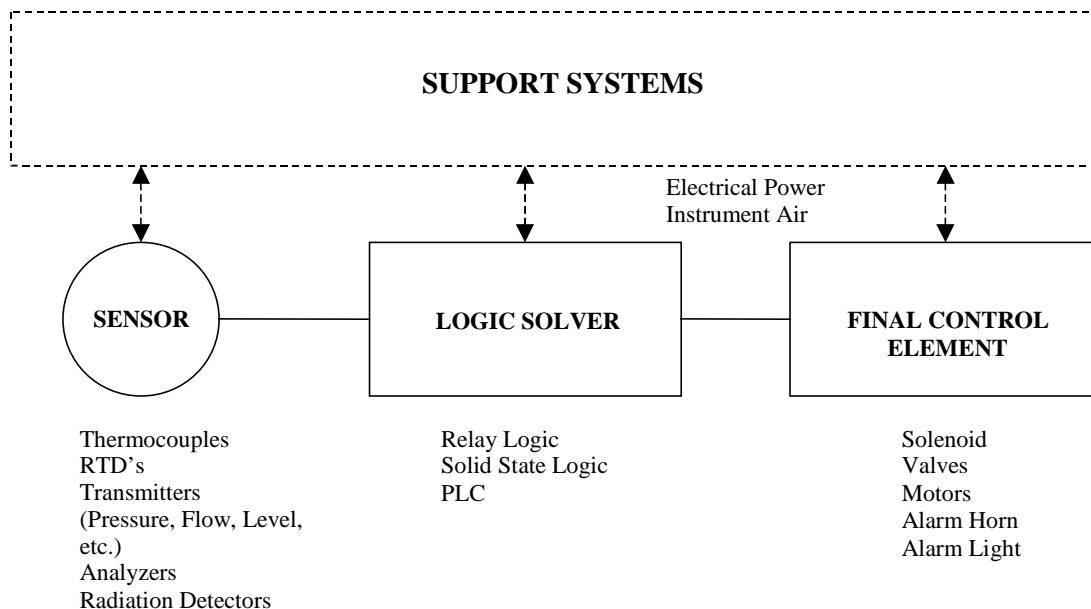 SUPPORT SYSTEMS
Electrical Power
Instrument Air
SENSOR
LOGIC SOLVER
FINAL CONTROL
ELEMENT
Thermocouples
RTD’s
Transmitters
(Pressure, Flow, Level,
etc.)
Analyzers
Radiation Detectors
Relay Logic
Solid State Logic
PLC
Solenoid
Valves
Motors
Alarm Horn
Alarm Light